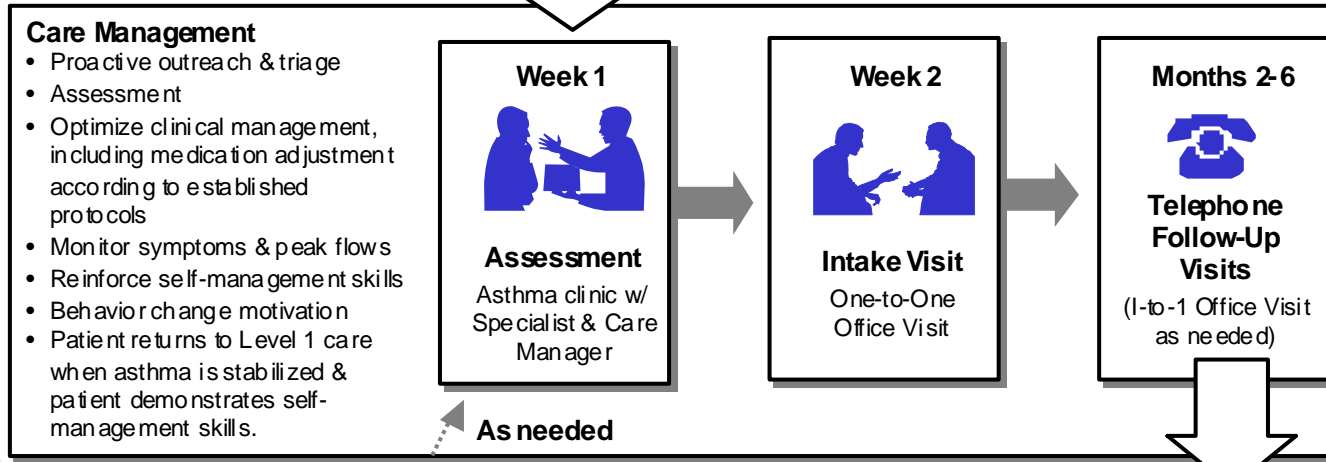 Care Management
• Proactive outreach & triage
• Assessment
• Optimize clinical management,
including medication adjustment
according to established
protocols
• Monitor symptoms & peak flows
• Reinforce self-management skills
• Behavior change motivation
• Patient returns to Level 1 care
when asthma is stabilized &
patient demonstrates self-
management skills.
Week 1
Assessment
Asthma clinic w/
Specialist & Care
Manager
As needed
Week 2
Intake Visit
One-to-One
Office Visit
Months 2-6
Telephone
Follow-Up
Visits
(I-to-1 Office Visit
as needed)